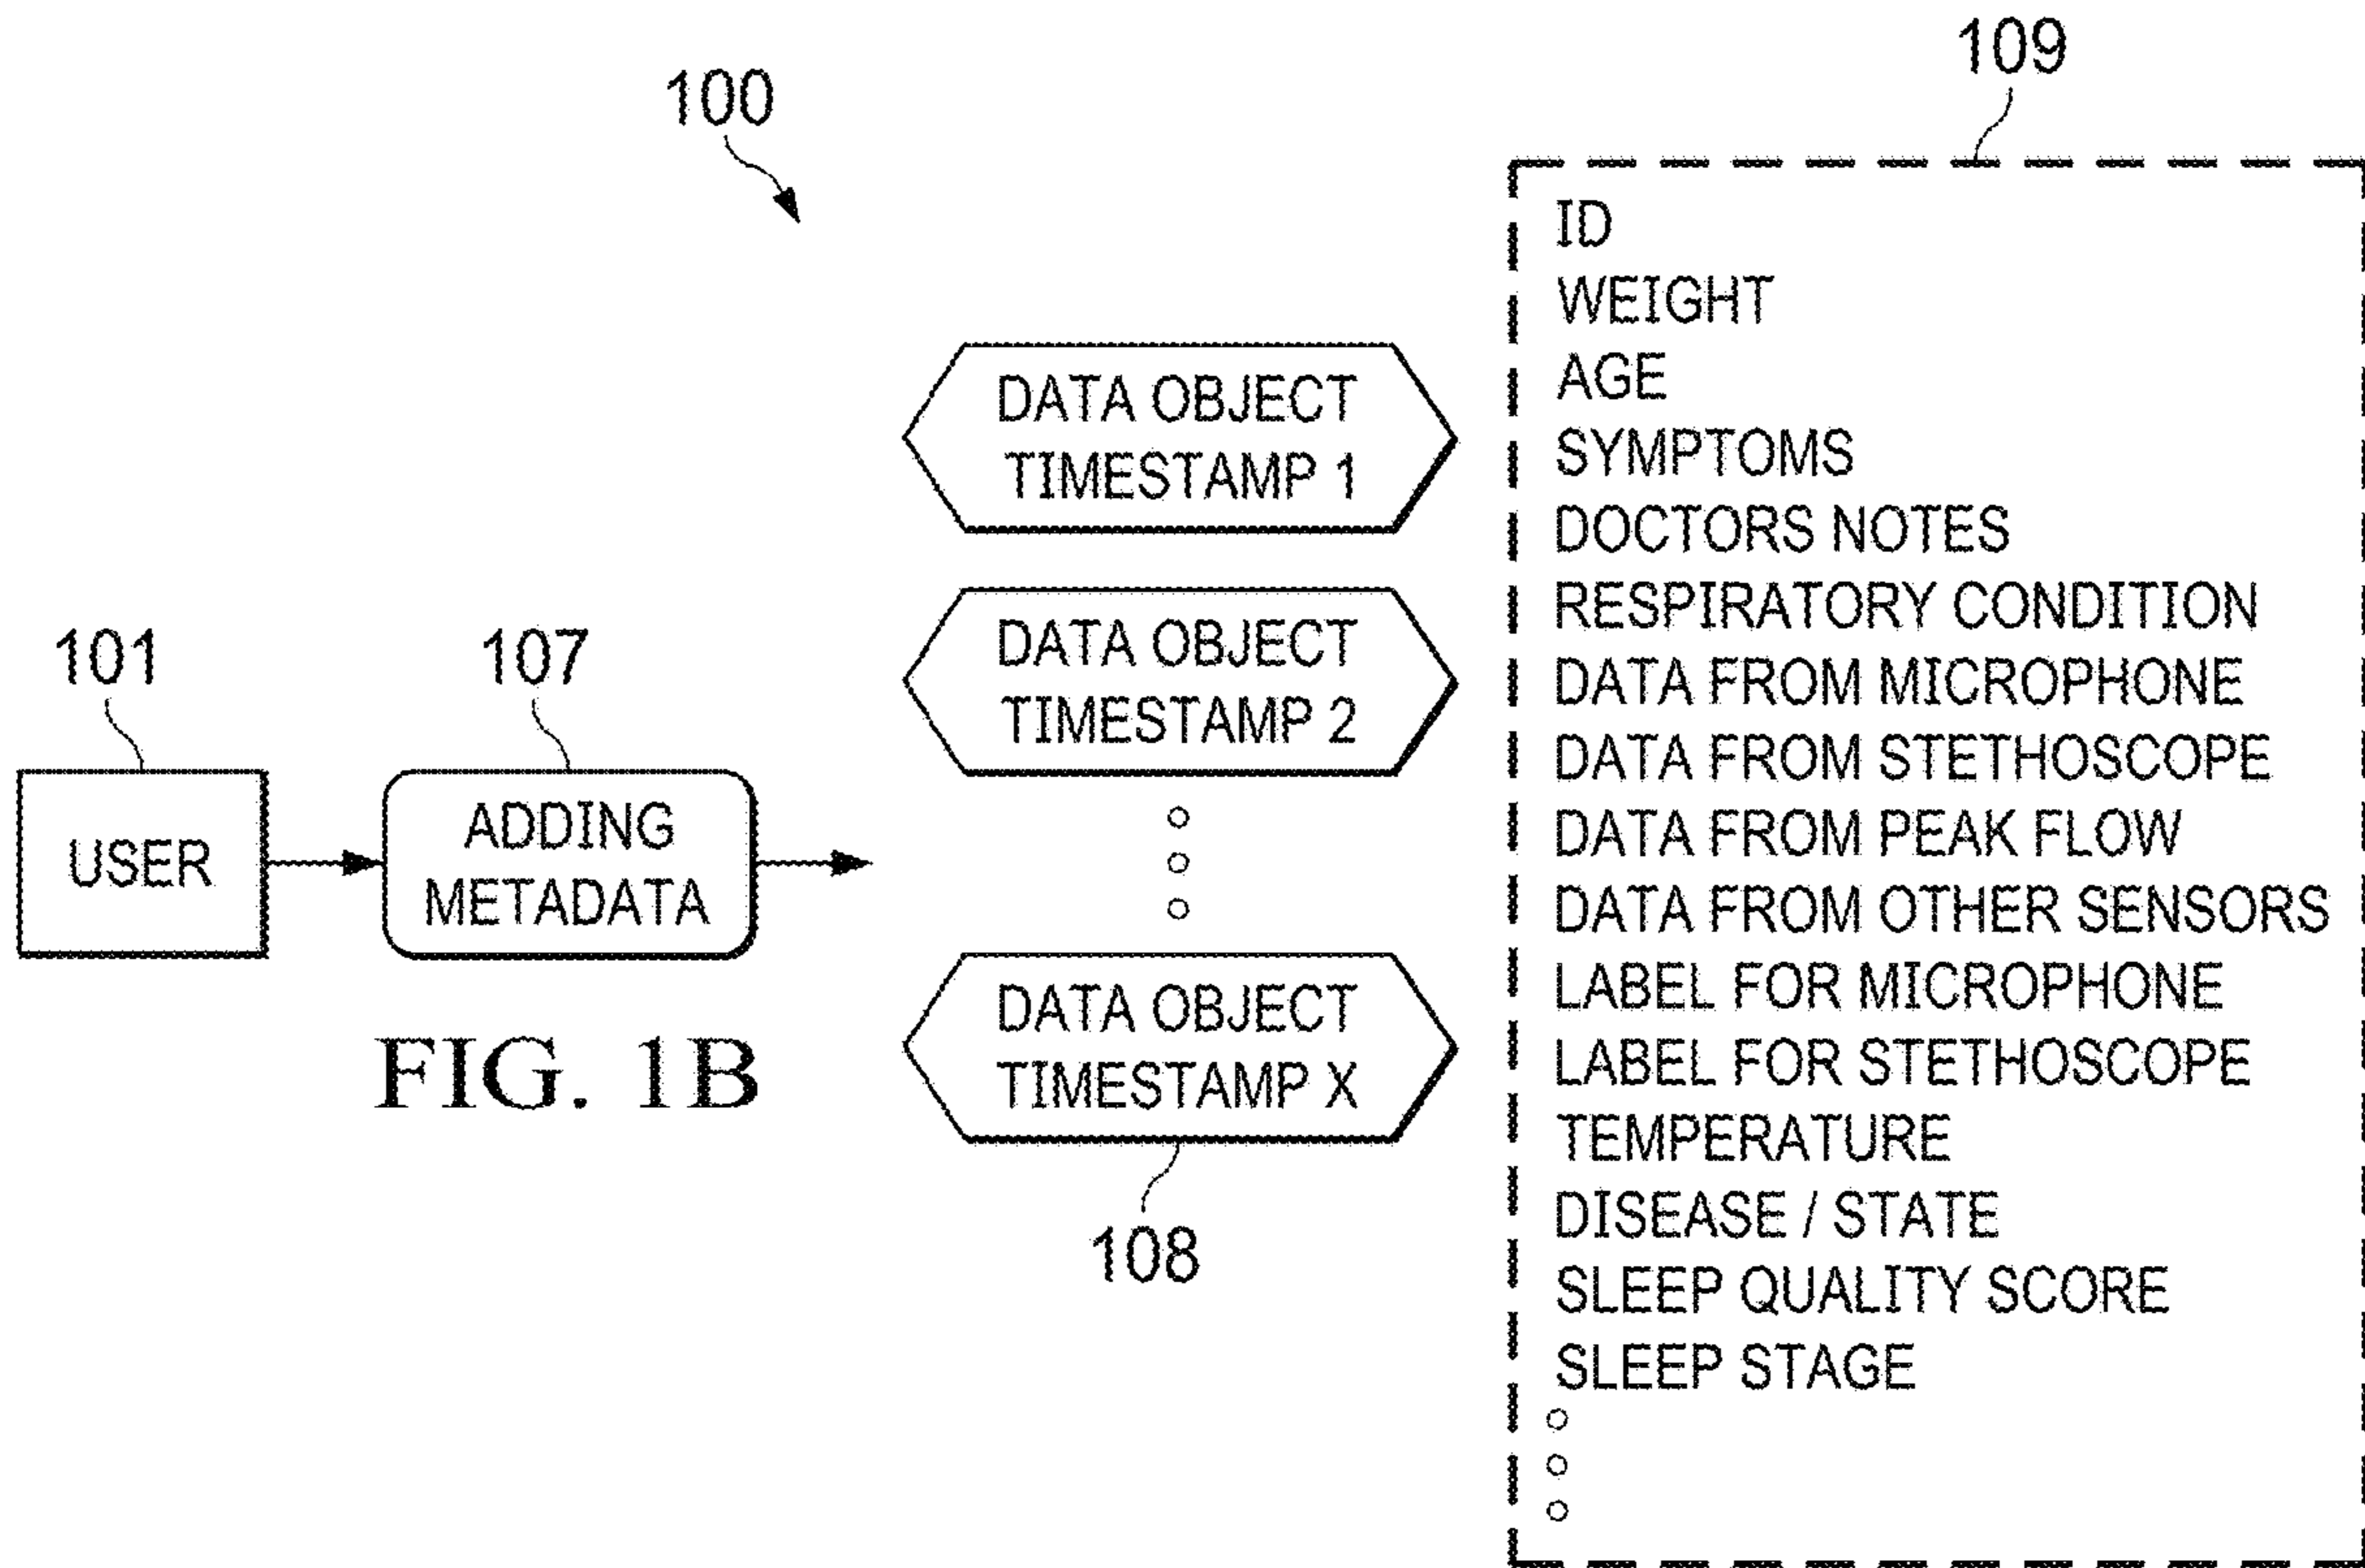 100
109
101
USER
107
ADDING
METADATA
DATA OBJECT
TIMESTAMP 1
DATA OBJECT
TIMESTAMP 2
DATA OBJECT
TIMESTAMP X
108
ID
WEIGHT
AGE
SYMPTOMS
DOCTORS NOTES
RESPIRATORY CONDITION
DATA FROM MICROPHONE
DATA FROM STETHOSCOPE
DATA FROM PEAK FLOW
DATA FROM OTHER SENSORS
LABEL FOR MICROPHONE
LABEL FOR STETHOSCOPE
TEMPERATURE
DISEASE / STATE
SLEEP QUALITY SCORE
SLEEP STAGE
FIG. 1B